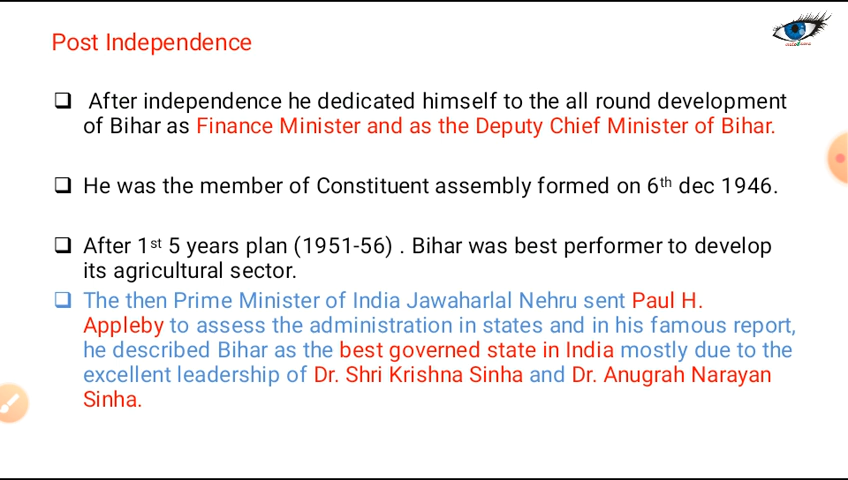 Post Independence
❑ After independence he dedicated himself to the all round development
of Bihar as Finance Minister and as the Deputy Chief Minister of Bihar.
❑ He was the member of Constituent assembly formed on 6th dec 1946.
❑ After 1st 5 years plan (1951-56) . Bihar was best performer to develop
its agricultural sector.
❑ The then Prime Minister of India Jawaharlal Nehru sent Paul H.
Appleby to assess the administration in states and in his famous report,
he described Bihar as the best governed state in India mostly due to the
excellent leadership of Dr. Shri Krishna Sinha and Dr. Anugrah Narayan
Sinha.